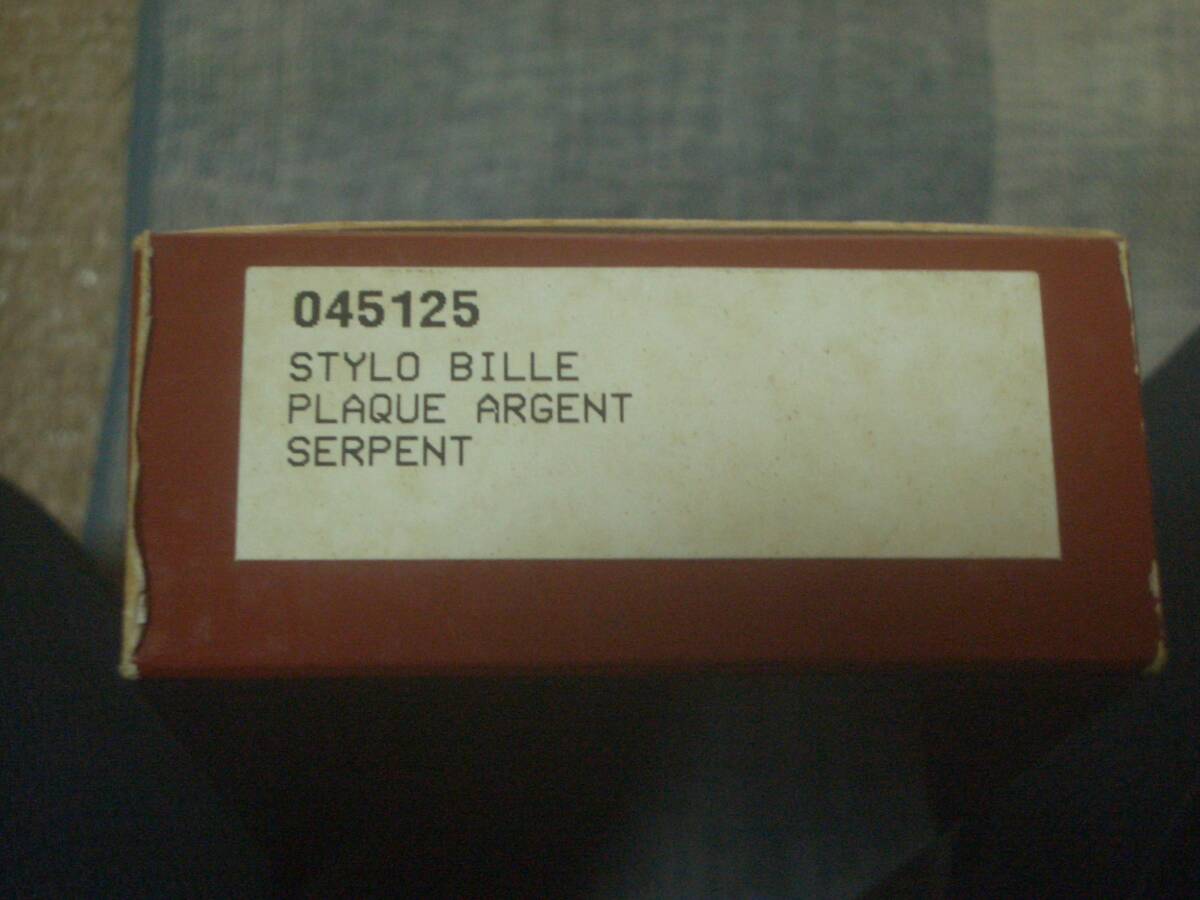 045125
STYLO BILLE
PLAQUE ARGENT
SERPENT